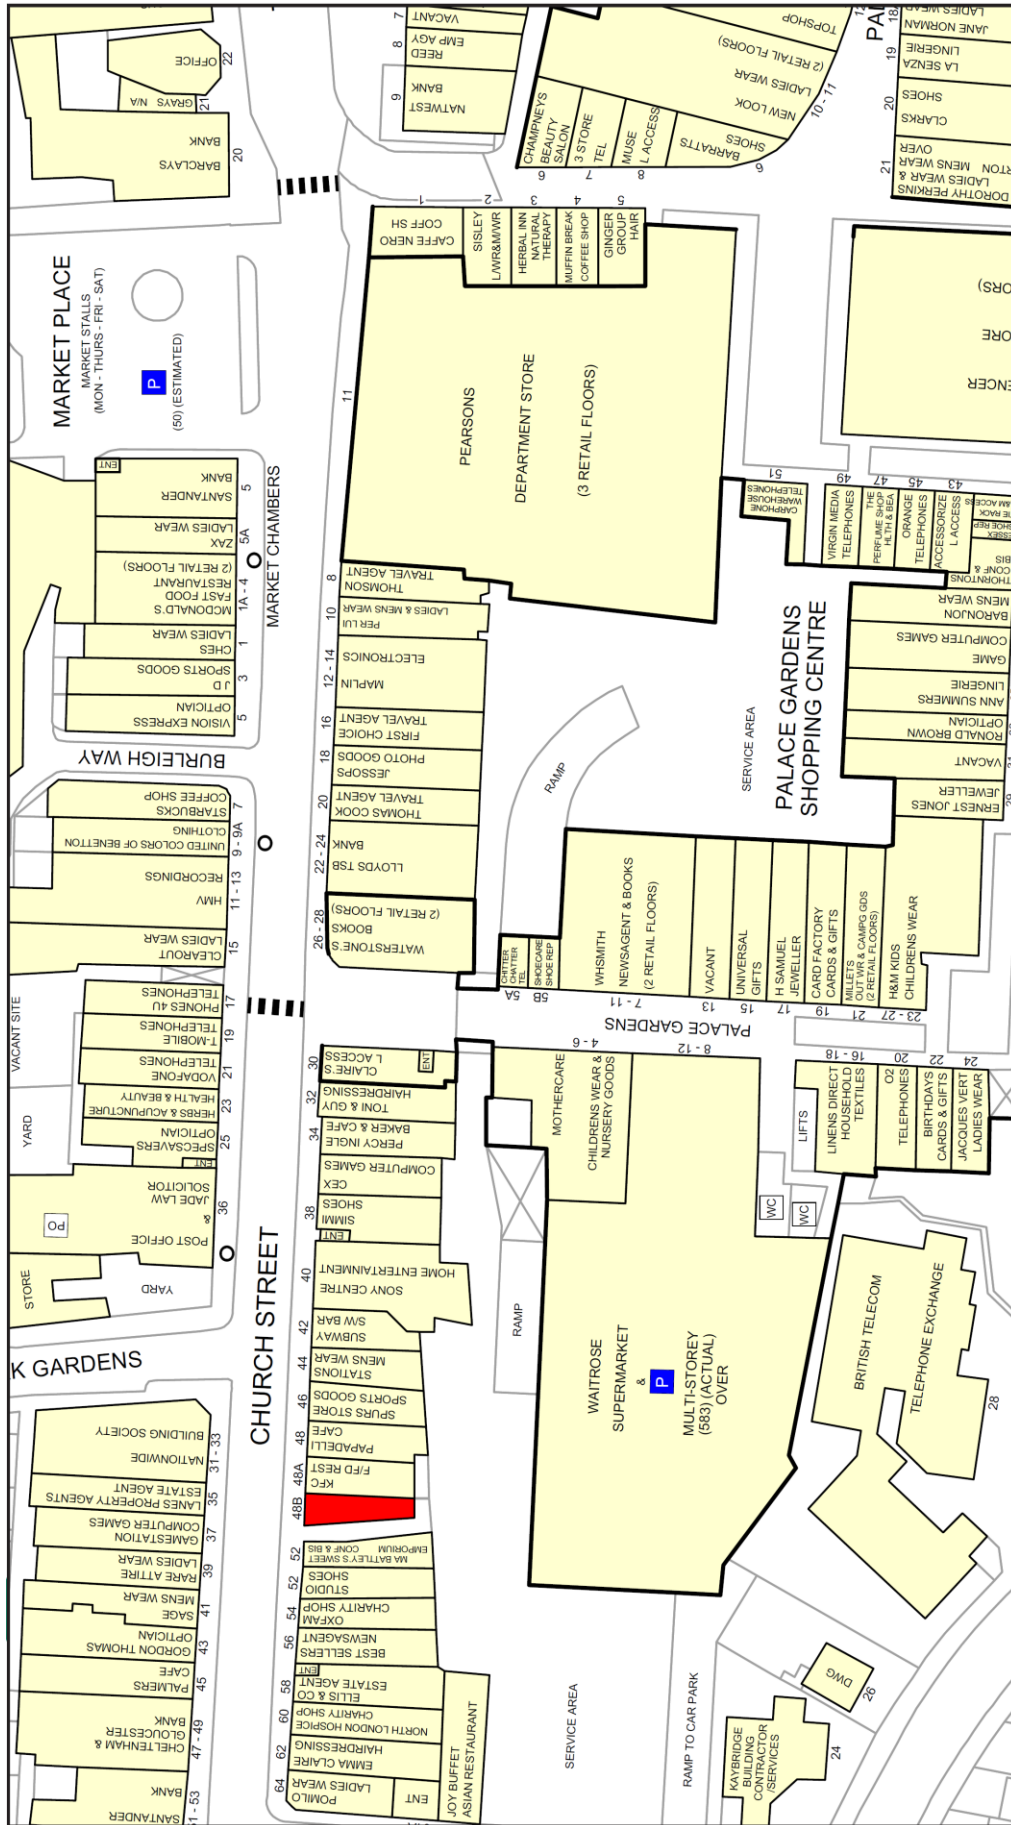 22
OFFICE
21
GRAYS N/A
20
BARCLAYS
BANK
7
VACANT
8
REED
EMP AGY
9
NATWEST
BANK
TOPSHOP
NEW LOOK
LADIES WEAR
(2 RETAIL FLOORS)
10 - 11
CHAMPNEYS
BEAUTY
SALON
6
3 STORE
TEL
7
MUSE
L ACCESS
8
BARRATTS
SHOES
9
JANE NORMAN
LADIES WEAR
19
LA SENZA
LINGERIE
20
CLARKS
SHOES
21
DOROTHY PERKINS
LADIES WEAR &
MENS WEAR
OVER
MARKET PLACE
MARKET STALLS
(MON - THURS - FRI - SAT)
P
(50) (ESTIMATED)
1
CAFFE NERO
COFF SH
2
SISLEY
L/WR&M/WR
3
HERBAL INN
NATURAL
THERAPY
4
MUFFIN BREAK
COFFEE SHOP
5
GINGER
GROUP
HAIR
11
PEARSONS
DEPARTMENT STORE
(3 RETAIL FLOORS)
ENT
SANTANDER
BANK
5
ZAX
LADIES WEAR
5A
MCDONALD'S
FAST FOOD
RESTAURANT
(2 RETAIL FLOORS)
1A - 4
CHES
LADIES WEAR
1
J D
SPORTS GOODS
3
VISION EXPRESS
OPTICIAN
5
MARKET CHAMBERS
BURLEIGH WAY
8
THOMSON
TRAVEL AGENT
10
PER LUI
LADIES & MENS WEAR
12 - 14
MAPLIN
ELECTRONICS
16
FIRST CHOICE
TRAVEL AGENT
18
JESSOPS
PHOTO GOODS
20
THOMAS COOK
TRAVEL AGENT
22 - 24
LLOYDS TSB
BANK
26 - 28
WATERSTONE'S
BOOKS
(2 RETAIL FLOORS)
51
CARPHONE
WAREHOUSE
TELEPHONES
49
VIRGIN MEDIA
TELEPHONES
47
THE
PERFUME SHOP
HLTH & BEA
45
ORANGE
TELEPHONES
43
ACCESSORIZE
L ACCESS
THORNTONS
BARONJON
MENS WEAR
GAME
COMPUTER GAMES
ANN SUMMERS
LINGERIE
RONALD BROWN
OPTICIAN
VACANT
ERNEST JONES
JEWELLER
29
PALACE GARDENS
SHOPPING CENTRE
SERVICE AREA
RAMP
STARBUCKS
COFFEE SHOP
7
UNITED COLORS OF BENETTON
CLOTHING
9 - 9A
HMV
RECORDINGS
11 - 13
CLEAROUT
LADIES WEAR
15
PHONES 4U
TELEPHONES
17
T-MOBILE
TELEPHONES
19
VODAFONE
TELEPHONES
21
HERBS & ACUPUNCTURE
HEALTH & BEAUTY
23
SPECSAVERS
OPTICIAN
25
ENT
VACANT SITE
YARD
POST OFFICE
&
JADE LAW
SOLICITOR
36
PO
STORE
YARD
CHITTER
CHATTER
TEL
5A
SHOECARE
SHOE REP
5B
WHSMITH
NEWSAGENT & BOOKS
(2 RETAIL FLOORS)
7 - 11
VACANT
13
UNIVERSAL
GIFTS
15
H SAMUEL
JEWELLER
17
CARD FACTORY
CARDS & GIFTS
19
MILLETS
OUT WR & CAMPG GDS
(2 RETAIL FLOORS)
21
H&M KIDS
CHILDRENS WEAR
23 - 27
PALACE GARDENS
30
CLAIRE'S
L ACCESS
ENT
32
TONI & GUY
HAIRDRESSING
34
PERCY INGLE
BAKER & CAFE
CEX
COMPUTER GAMES
38
SIMMI
SHOES
ENT
40
SONY CENTRE
HOME ENTERTAINMENT
42
SUBWAY
S/W BAR
44
STATIONS
MENS WEAR
46
SPURS STORE
SPORTS GOODS
48
PAPADELLI
CAFE
48A
KFC
F/FD REST
48B
CHURCH STREET
K GARDENS
4 - 6
MOTHERCARE
CHILDRENS WEAR &
NURSERY GOODS
8 - 12
WAITROSE
SUPERMARKET
&
P
MULTI-STOREY
(583) (ACTUAL)
OVER
RAMP
LIFTS
WC
WC
16 - 18
LINENS DIRECT
HOUSEHOLD
TEXTILES
20
O2
TELEPHONES
22
BIRTHDAYS
CARDS & GIFTS
24
JACQUES VERT
LADIES WEAR
BRITISH TELECOM
TELEPHONE EXCHANGE
28
NATIONWIDE
BUILDING SOCIETY
31 - 33
LANES PROPERTY AGENTS
ESTATE AGENT
35
GAMESTATION
COMPUTER GAMES
37
RARE ATTIRE
LADIES WEAR
39
SAGE
MENS WEAR
41
GORDON THOMAS
OPTICIAN
43
PALMERS
CAFE
45
CHELTENHAM &
GLOUCESTER
BANK
47 - 49
SANTANDER
BANK
51 - 53
52
MA BATTLEY'S SWEET
EMPORIUM CONF & BIS
52
STUDIO
SHOES
54
OXFAM
CHARITY SHOP
56
BEST SELLERS
NEWSAGENT
ENT
58
ELLIS & CO
ESTATE AGENT
60
NORTH LONDON HOSPICE
CHARITY SHOP
62
EMMA CLAIRE
HAIRDRESSING
64
POMILO
LADIES WEAR
ENT
JOY BUFFET
ASIAN RESTAURANT
SERVICE AREA
RAMP TO CAR PARK
DWG
26
KAYBRIDGE
BUILDING
CONTRACTOR
/SERVICES
24